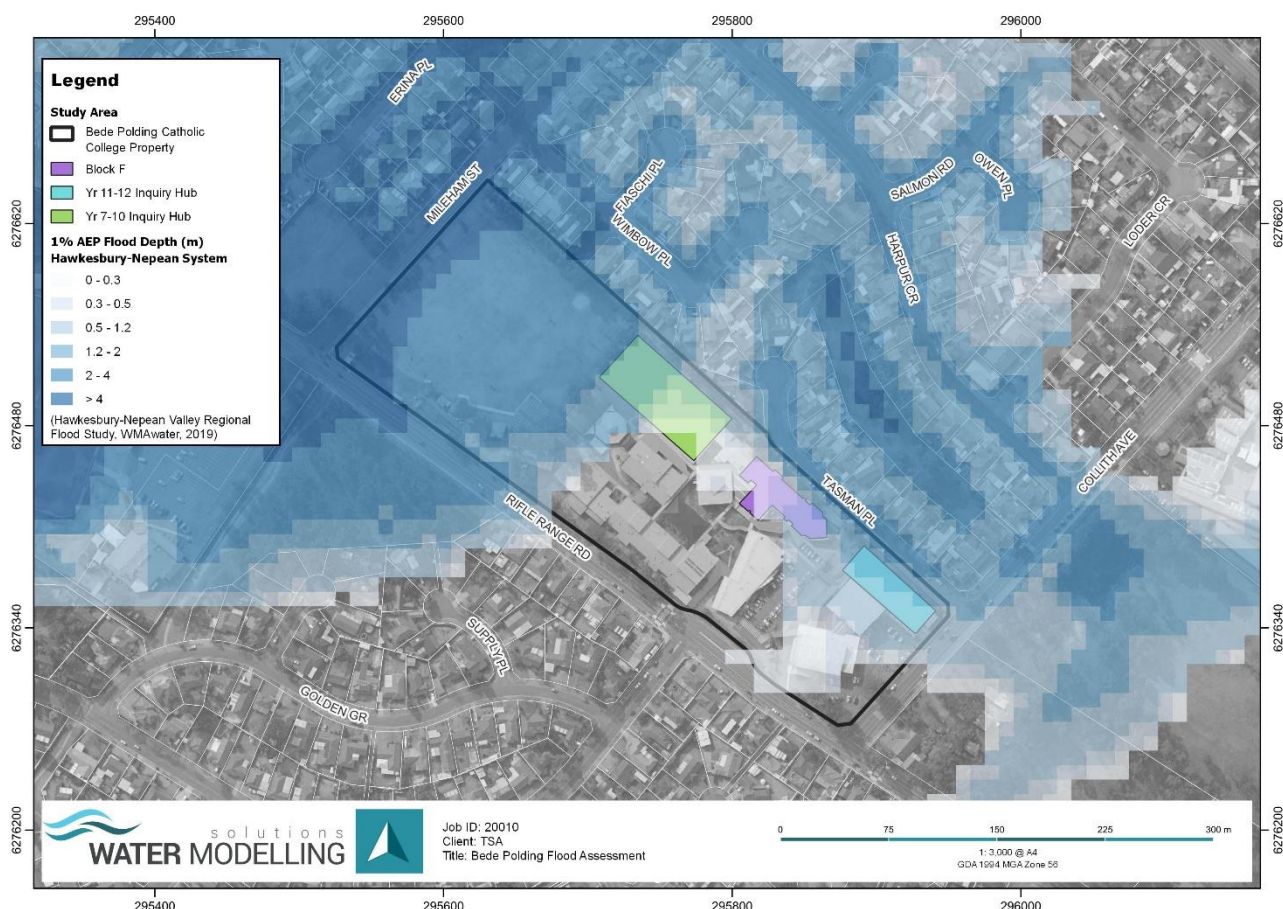 295400
295600
295800
296000
Legend
Study Area
Bede Polding Catholic
College Property
Block F
Yr 11-12 Inquiry Hub
Yr 7-10 Inquiry Hub
1% AEP Flood Depth (m)
Hawkesbury-Nepean System
0 - 0.3
0.3 - 0.5
0.5 - 1.2
1.2 - 2
2 - 4
> 4
(Hawkesbury-Nepean Valley Regional
Flood Study, WMAwater, 2019)
ERINA PL
MILEHAM ST
FIASCHI PL
WIMBOW PL
SALMON RD
OWEN PL
LODER CR
HARPUR CR
COLLITH AVE
TASMAN PL
RIFLE RANGE RD
SUPPLY PL
GOLDEN GR
6276620
6276480
6276340
6276200
6276620
6276480
6276340
6276200
solutions
WATER MODELLING
Job ID: 20010
Client: TSA
Title: Bede Polding Flood Assessment
0
75
150
225
300 m
1: 3,000 @ A4
GDA 1994 MGA Zone 56
295400
295600
295800
296000